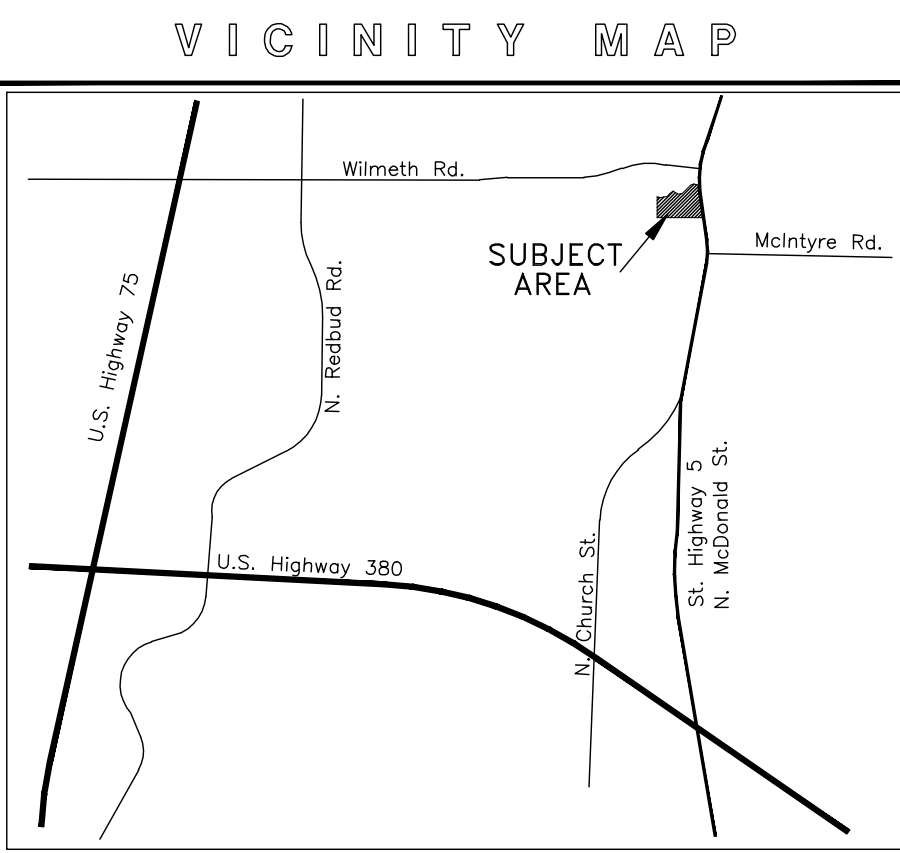 VICINITY MAP
Wilmeth Rd.
McIntyre Rd.
SUBJECT
AREA
U.S. Highway 75
N. Redbud Rd.
St. Highway 5
N. McDonald St.
N. Church St.
U.S. Highway 380